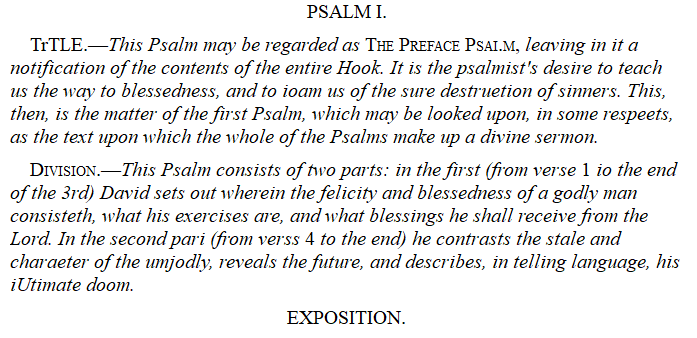 PSALM I.
TrTLE.—This Psalm may be regarded as THE PREFACE PSAI.M, leaving in it a
notification of the contents of the entire Hook. It is the psalmist's desire to teach
us the way to blessedness, and to ioam us of the sure destruetion of sinners. This,
then, is the matter of the first Psalm, which may be looked upon, in some respeets,
as the text upon which the whole of the Psalms make up a divine sermon.
DIVISION.—This Psalm consists of two parts: in the first (from verse 1 io the end
of the 3rd) David sets out wherein the felicity and blessedness of a godly man
consisteth, what his exercises are, and what blessings he shall receive from the
Lord. In the second pari (from verss 4 to the end) he contrasts the stale and
charaeter of the umjodly, reveals the future, and describes, in telling language, his
iUtimate doom.
EXPOSITION.